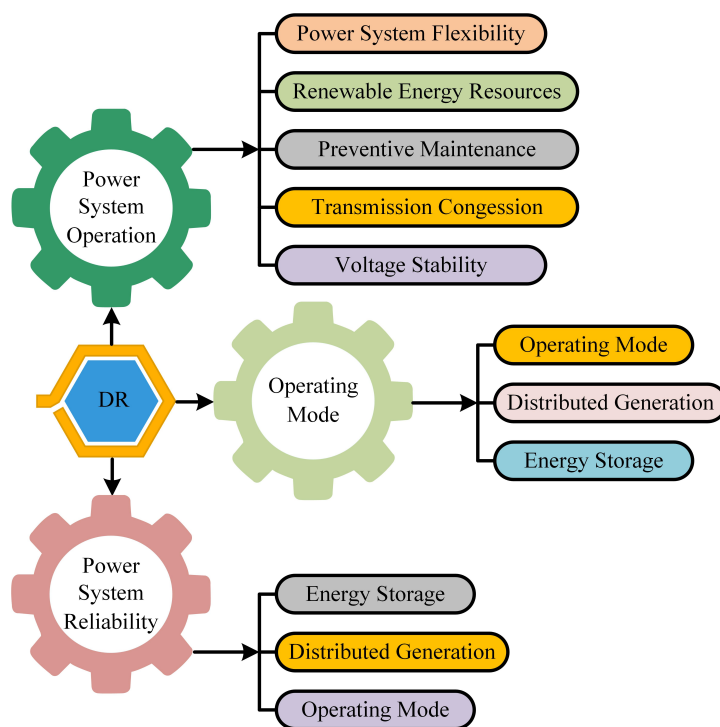 Power System Flexibility
Renewable Energy Resources
Preventive Maintenance
Transmission Congession
Voltage Stability
Power
System
Operation
DR
Operating
Mode
Operating Mode
Distributed Generation
Energy Storage
Power
System
Reliability
Energy Storage
Distributed Generation
Operating Mode